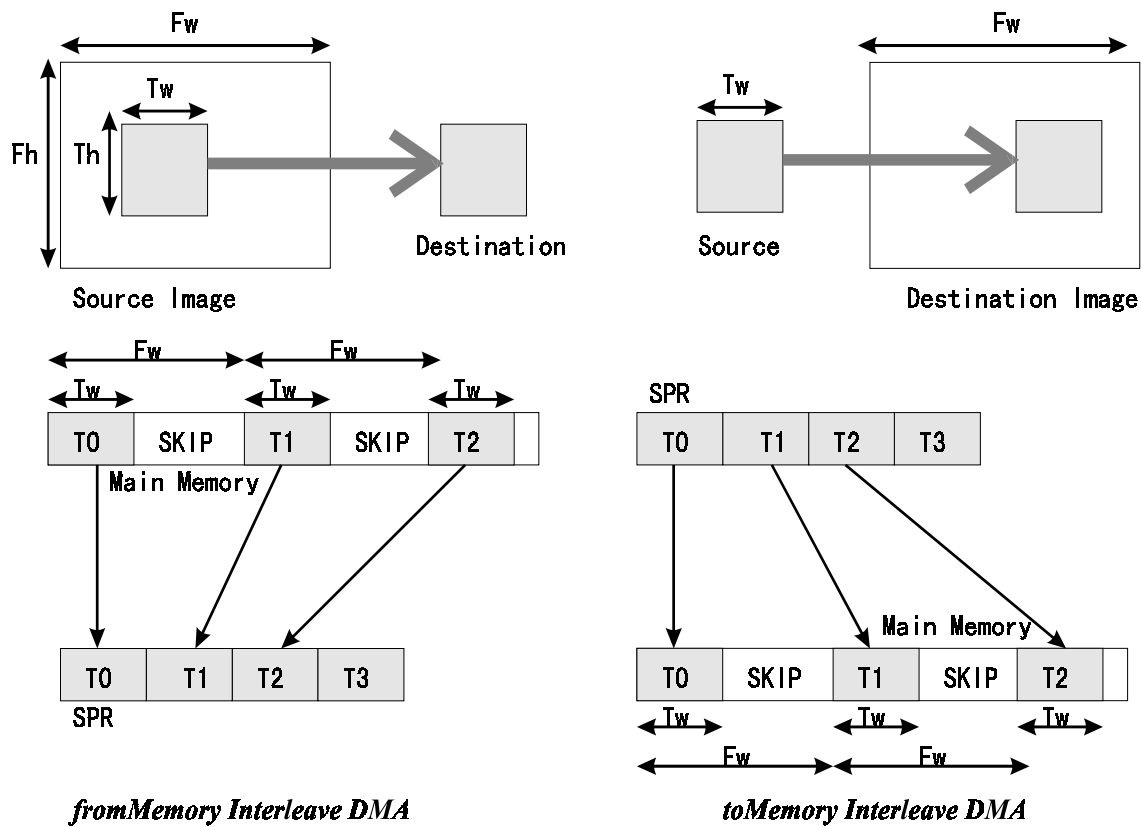 Fw
Fw
Tw
Tw
Fh
Th
Destination
Source
Source Image
Destination Image
Fw
Fw
Tw
Tw
Tw
SPR
T0
SKIP
T1
SKIP
T2
T0
T1
T2
T3
Main Memory
Main Memory
T0
T1
T2
T3
T0
SKIP
T1
SKIP
T2
SPR
Tw
Tw
Tw
Fw
Fw
fromMemory Interleave DMA
toMemory Interleave DMA